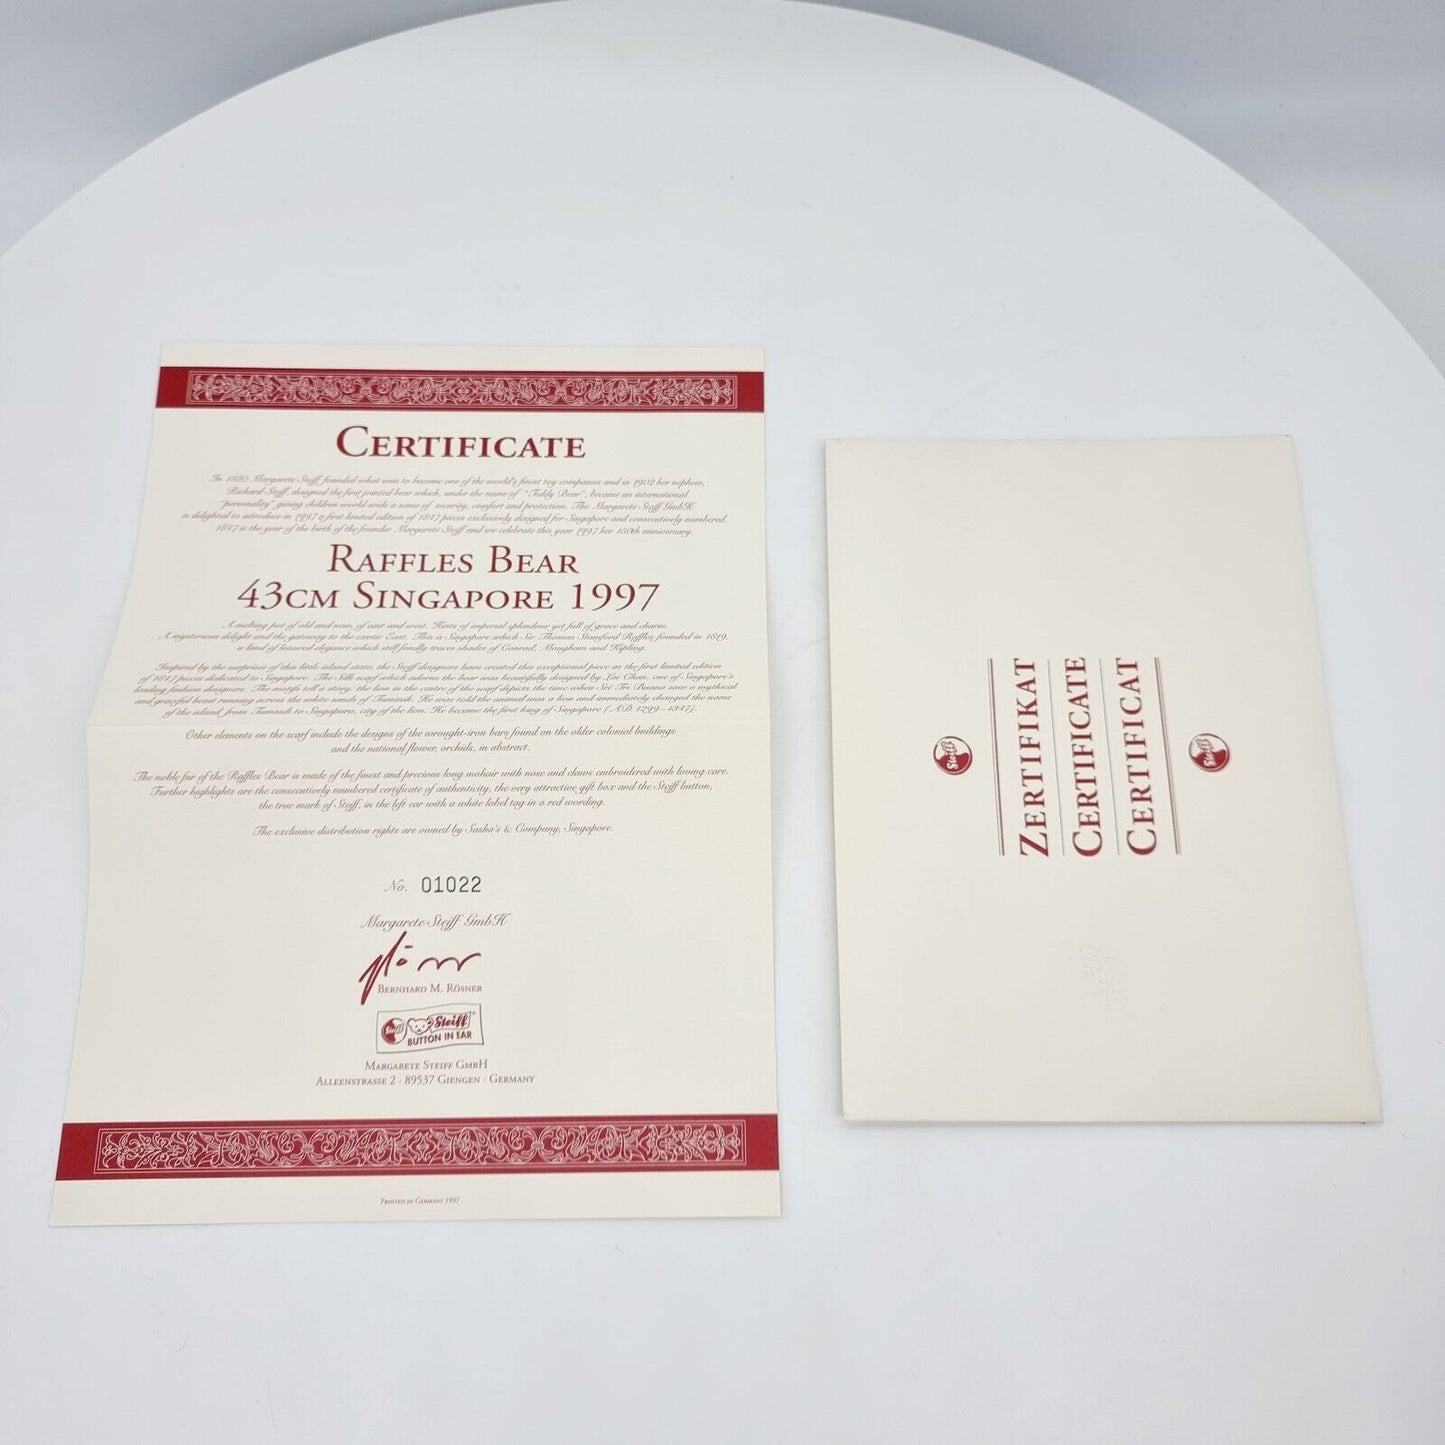 CERTIFICATE
In 1880 Margarete Steiff founded what was to become one of the world's finest toy companies and in 1902 her nephew,
Richard Steiff, designed the first jointed bear which, under the name of "Teddy Bear", became an international
"personality" giving children world-wide a sense of security, comfort and protection. The Margarete Steiff GmbH
is delighted to introduce in 1997 a first limited edition of 1847 pieces exclusively designed for Singapore and consecutively numbered.
1847 is the year of the birth of the founder Margarete Steiff and we celebrate this year 1997 her 150th anniversary.
RAFFLES BEAR
43CM SINGAPORE 1997
A melting pot of old and new, of east and west. Hints of imperial splendour yet full of grace and charm.
A mysterious delight and the gateway to the exotic East. This is Singapore which Sir Thomas Stamford Raffles founded in 1819,
a land of leisured elegance which still fondly traces shades of Conrad, Maugham and Kipling.
Inspired by the surprises of this little island state, the Steiff designers have created this exceptional piece as the first limited edition
of 1847 pieces dedicated to Singapore. The Silk scarf which adorns the bear was beautifully designed by Chan, one of Singapore's
leading fashion designers. The motifs tell a story: the lion in the centre of the scarf depicts the time when Sri Tri Buana saw a mythical
and graceful beast running across the white sands of Tumasik. He was told the animal was a lion and immediately changed the name
of the island from Tumasik to Singapura, city of the lion. He became the first king of Singapore (AD 1299-1347).
Other elements on the scarf include the designs of the wrought-iron bars found on the older colonial buildings
and the national flower, orchids, in abstract.
The noble fur of the Raffles Bear is made of the finest and precious long mohair with nose and claws embroidered with loving care.
Further highlights are the consecutively numbered certificate of authenticity, the very attractive gift box and the Steiff button,
the true mark of Steiff, in the left ear with a white label tag in a red wording.
The exclusive distribution rights are owned by Sasha's & Company, Singapore.
No. 01022
Margarete Steiff GmbH
BERNHARD M. RÖSNER
Steiff
Steiff
BUTTON IN EAR
MARGARETE STEIFF GMBH
ALLEENSTRASSE 2 · 89537 GIENGEN · GERMANY
PRINTED IN GERMANY 1997
Steiff
ZERTIFIKAT
CERTIFICATE
CERTIFICAT
Steiff